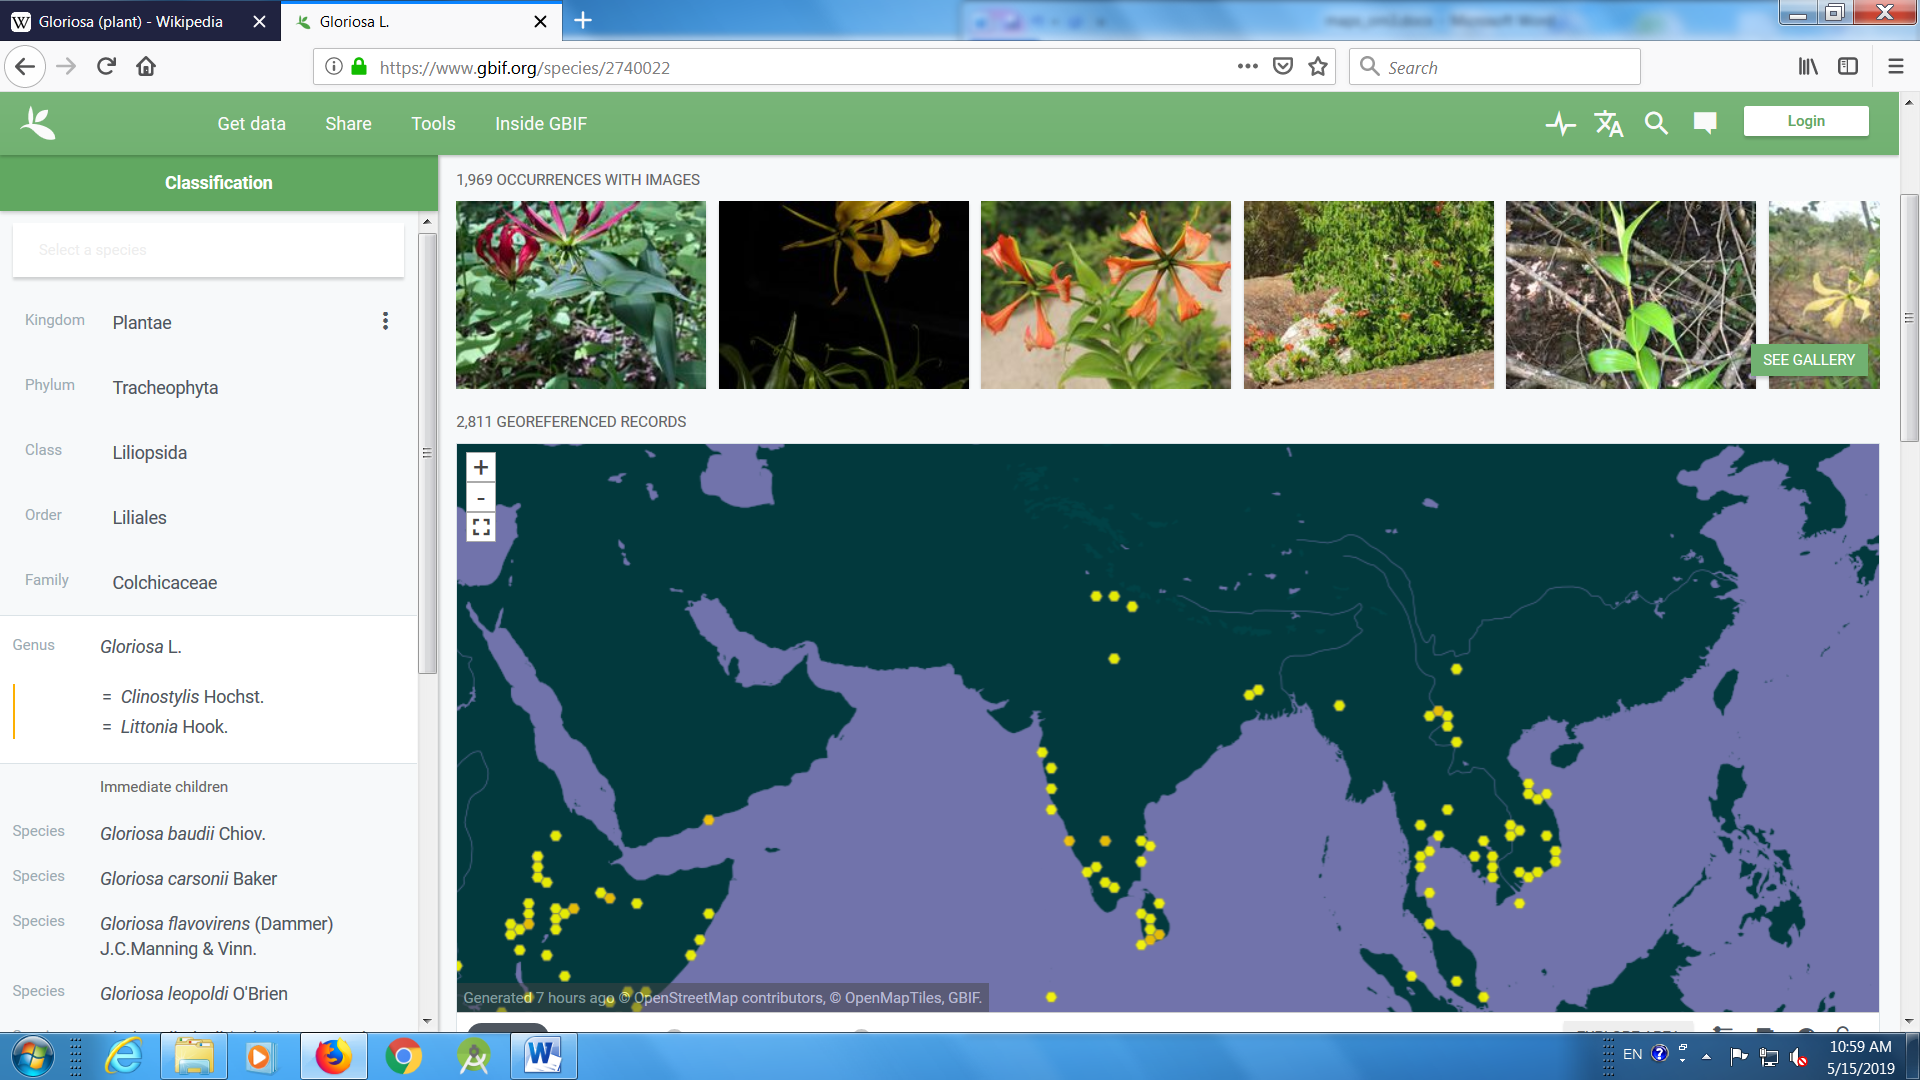 Gloriosa (plant) - Wikipedia
Gloriosa L.
https://www.gbif.org/species/2740022
Search
Get data
Share
Tools
Inside GBIF
Login
Classification
Select a species
Kingdom Plantae
Phylum Tracheophyta
Class Liliopsida
Order Liliales
Family Colchicaceae
Genus Gloriosa L.
= Clinostylis Hochst.
= Littonia Hook.
Immediate children
Species Gloriosa baudii Chiov.
Species Gloriosa carsonii Baker
Species Gloriosa flavovirens (Dammer)
J.C.Manning & Vinn.
Species Gloriosa leopoldi O'Brien
1,969 OCCURRENCES WITH IMAGES
SEE GALLERY
2,811 GEOREFERENCED RECORDS
+
-
Generated 7 hours ago © OpenStreetMap contributors, © OpenMapTiles, GBIF.
EN
10:59 AM
5/15/2019